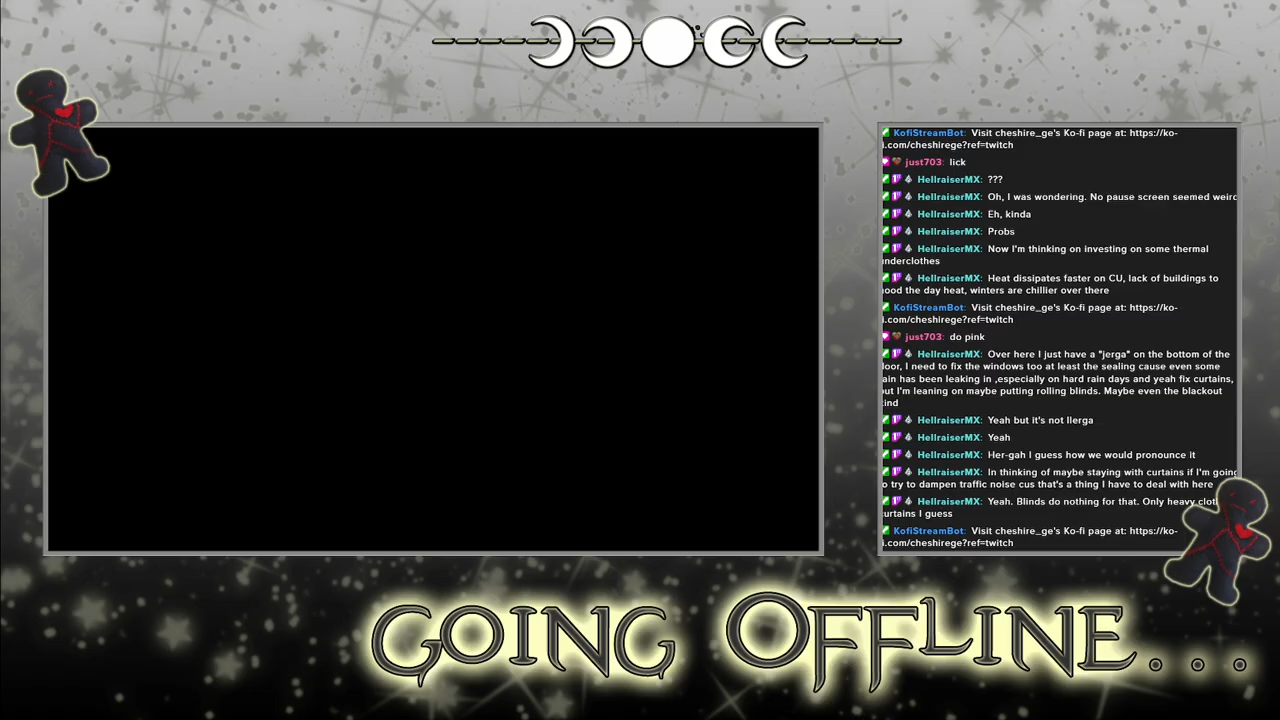 KofiStreamBot: Visit cheshire_ge's Ko-fi page at: https://ko-
i.com/cheshirege?ref=twitch
just703: lick
HellraiserMX: ???
HellraiserMX: Oh, I was wondering. No pause screen seemed weird
HellraiserMX: Eh, kinda
HellraiserMX: Probs
HellraiserMX: Now I'm thinking on investing on some thermal
underclothes
HellraiserMX: Heat dissipates faster on CU, lack of buildings to
ood the day heat, winters are chillier over there
KofiStreamBot: Visit cheshire_ge's Ko-fi page at: https://ko-
i.com/cheshirege?ref=twitch
just703: do pink
HellraiserMX: Over here I just have a "jerga" on the bottom of the
loor, I need to fix the windows too at least the sealing cause even some
ain has been leaking in ,especially on hard rain days and yeah fix curtains,
ut I'm leaning on maybe putting rolling blinds. Maybe even the blackout
ind
HellraiserMX: Yeah but it's not llerga
HellraiserMX: Yeah
HellraiserMX: Her-gah I guess how we would pronounce it
HellraiserMX: In thinking of maybe staying with curtains if I'm going
o try to dampen traffic noise cus that's a thing I have to deal with here
HellraiserMX: Yeah. Blinds do nothing for that. Only heavy clot
urtains I guess
KofiStreamBot: Visit cheshire_ge's Ko-fi page at: https://ko-
i.com/cheshirege?ref=twitch
Going Offline...